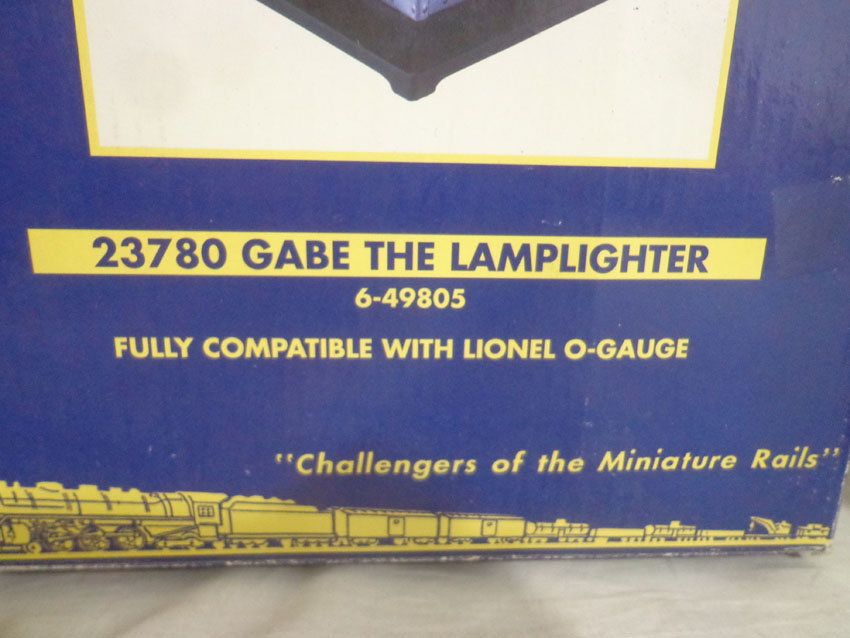 23780 GABE THE LAMPLIGHTER
6-49805
FULLY COMPATIBLE WITH LIONEL O-GAUGE
"Challengers of the Miniature Rails"